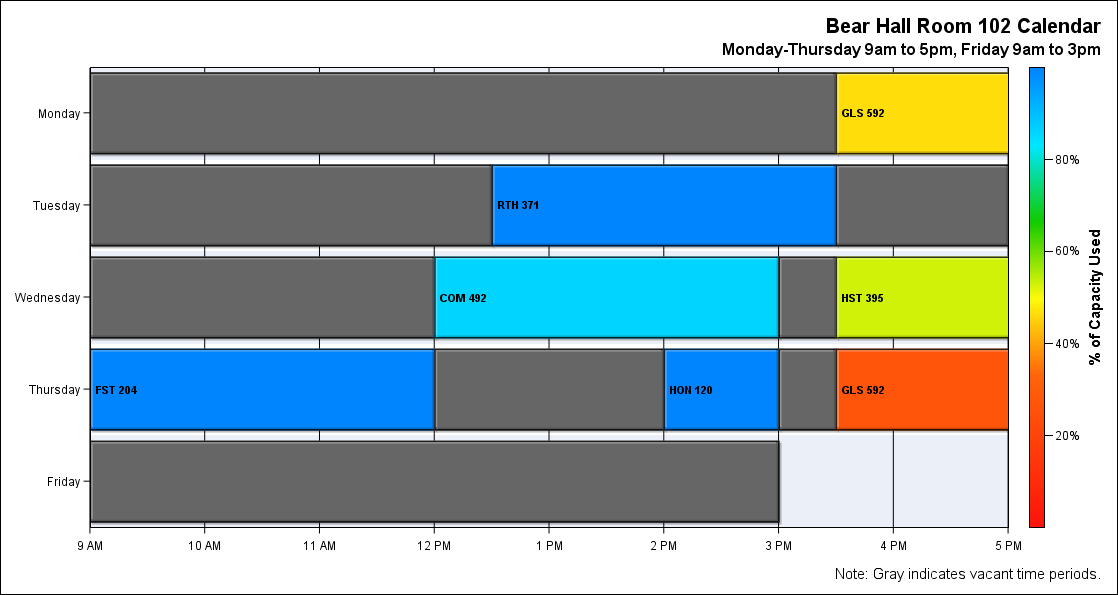 Bear Hall Room 102 Calendar
Monday-Thursday 9am to 5pm, Friday 9am to 3pm
Monday
GLS 592
Tuesday
RTH 371
Wednesday
COM 492
HST 395
Thursday
FST 204
HON 120
GLS 592
Friday
9 AM
10 AM
11 AM
12 PM
1 PM
2 PM
3 PM
4 PM
5 PM
80%
60%
40%
20%
% of Capacity Used
Note: Gray indicates vacant time periods.